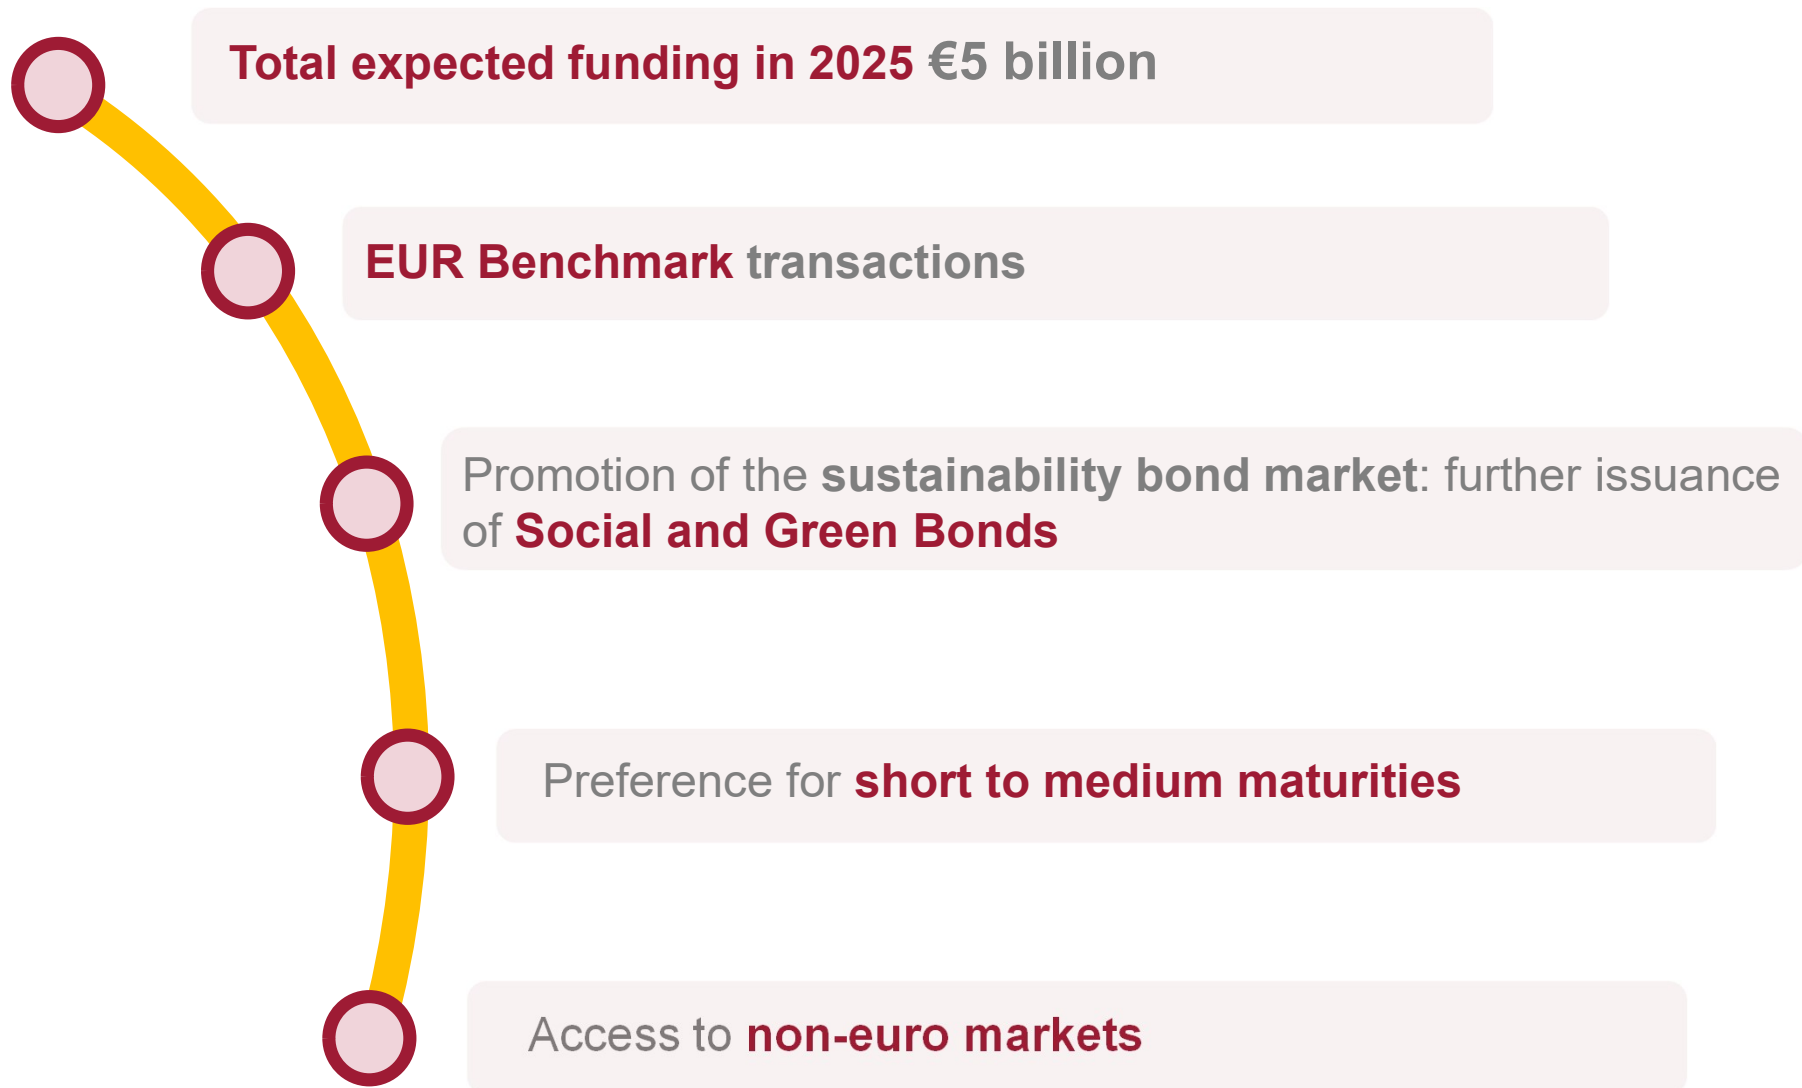 Total expected funding in 2025 €5 billion
EUR Benchmark transactions
Promotion of the sustainability bond market: further issuance
of Social and Green Bonds
Preference for short to medium maturities
Access to non-euro markets